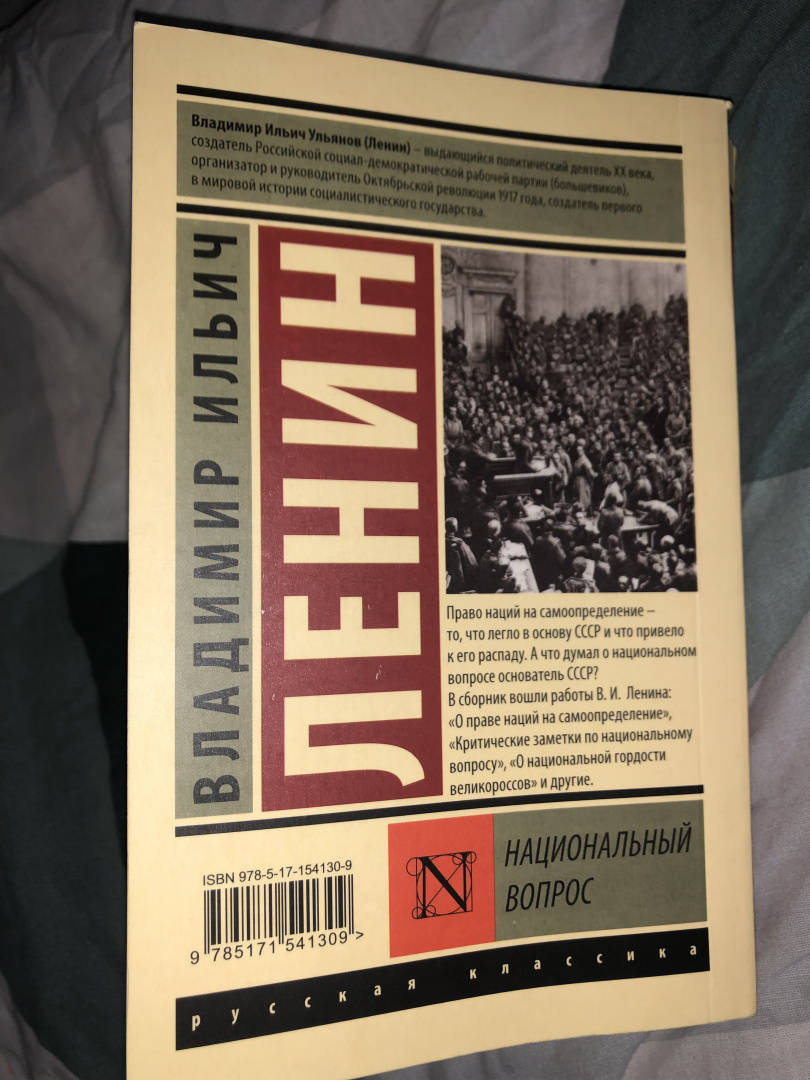 Владимир Ильич Ульянов (Ленин) – выдающийся политический деятель XX века,
создатель Российской социал-демократической рабочей партии (большевиков),
организатор и руководитель Октябрьской революции 1917 года, создатель первого
в мировой истории социалистического государства.
ВЛАДИМИР ИЛЬИЧ
ЛЕНИН
Право наций на самоопределение –
то, что легло в основу СССР и что привело
к его распаду. А что думал о национальном
вопросе основатель СССР?
В сборник вошли работы В. И. Ленина:
«О праве наций на самоопределение»,
«Критические заметки по национальному
вопросу», «О национальной гордости
великороссов» и другие.
ISBN 978-5-17-154130-9
9 785171 541309 >
N
НАЦИОНАЛЬНЫЙ
ВОПРОС
русская классика